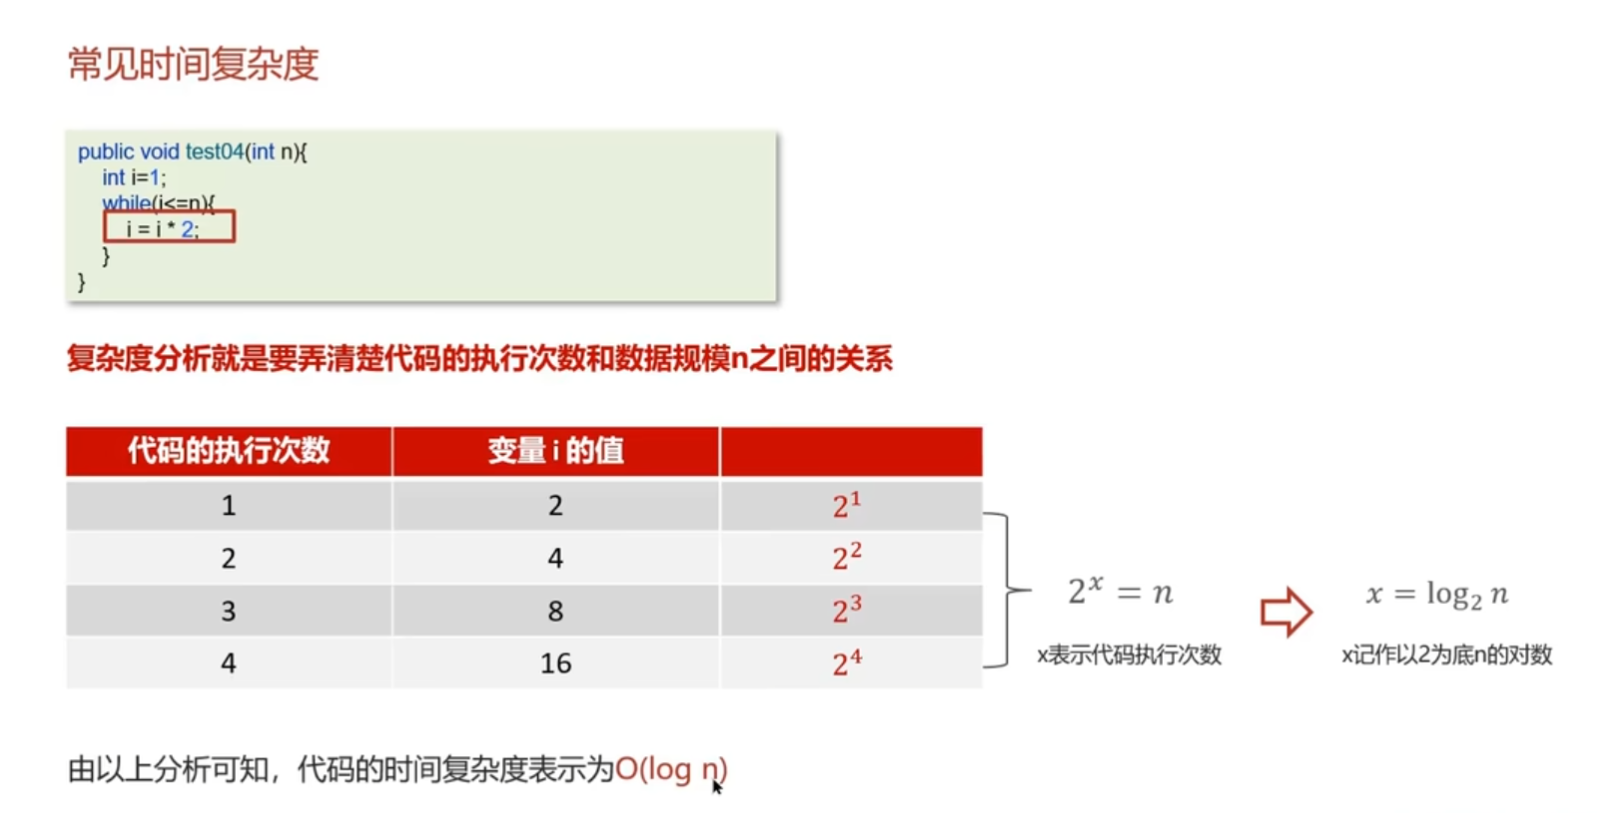 常见时间复杂度
public void test04(int n){
int i=1;
while(i<=n){
i = i * 2;
}
}
复杂度分析就是要弄清楚代码的执行次数和数据规模n之间的关系
代码的执行次数 变量 i 的值
1 2 2¹
2 4 2²
3 8 2³
4 16 2⁴
2ˣ = n
x表示代码执行次数
x = log₂ n
x记作以2为底n的对数
由以上分析可知，代码的时间复杂度表示为O(log n)